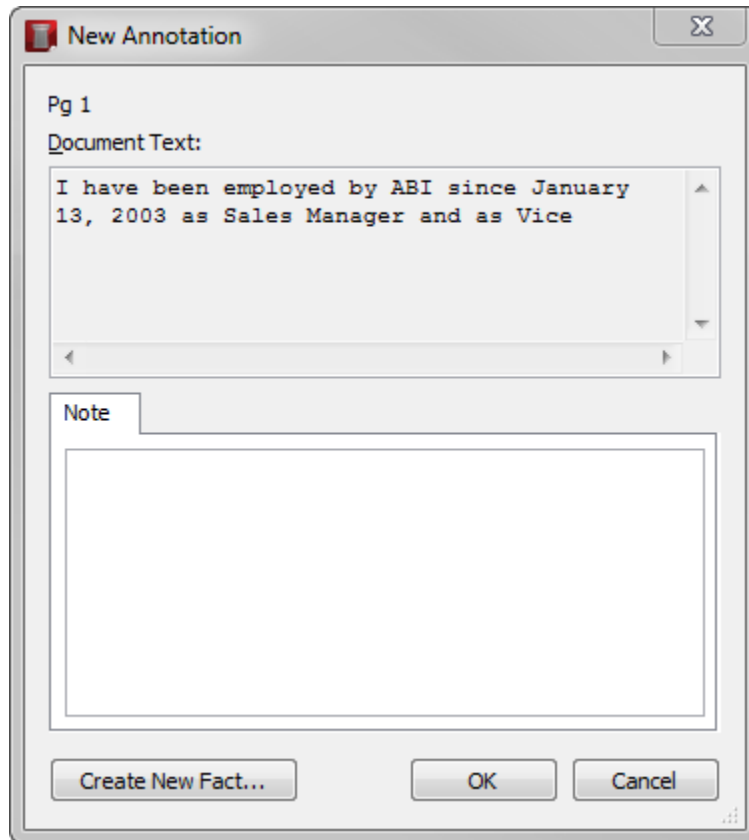 New Annotation
Pg 1
Document Text:
I have been employed by ABI since January
13, 2003 as Sales Manager and as Vice
Note
Create New Fact...
OK
Cancel